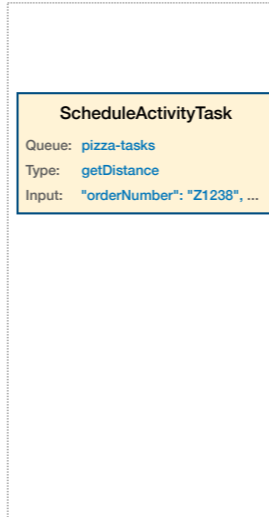 ScheduleActivityTask
Queue: pizza-tasks
Type: getDistance
Input: "orderNumber": "Z1238", ...